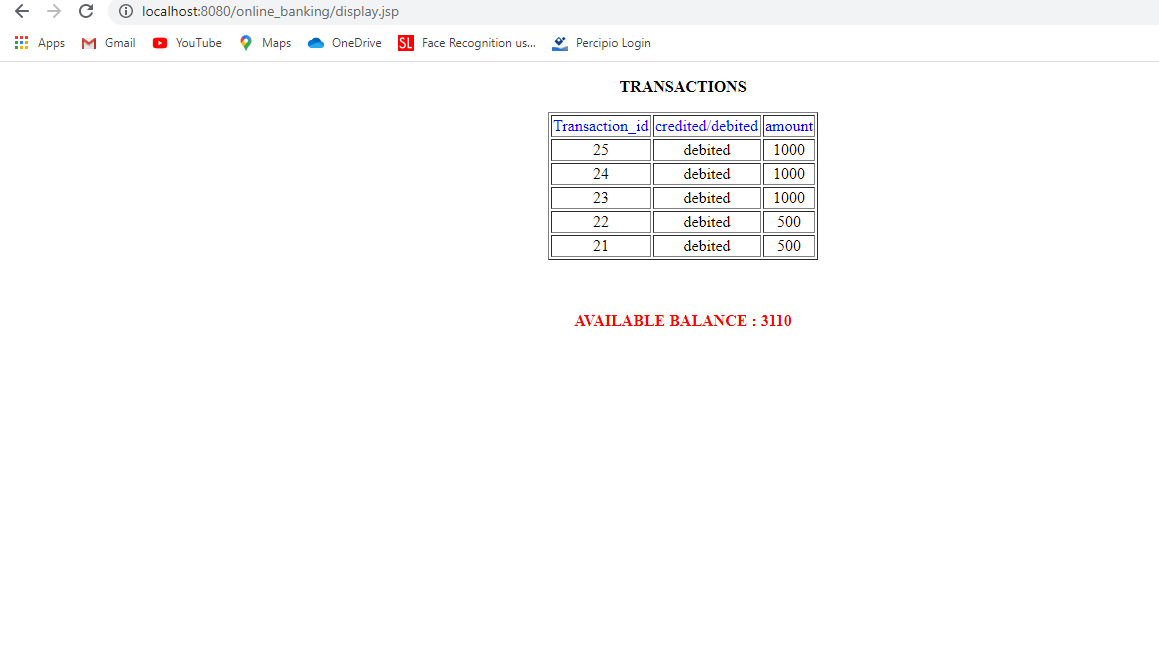 localhost:8080/online_banking/display.jsp
Apps Gmail YouTube Maps SL Face Recognition us... OneDrive Percipio Login
TRANSACTIONS
Transaction_id credited/debited amount
25 debited 1000
24 debited 1000
23 debited 1000
22 debited 500
21 debited 500
AVAILABLE BALANCE : 3110